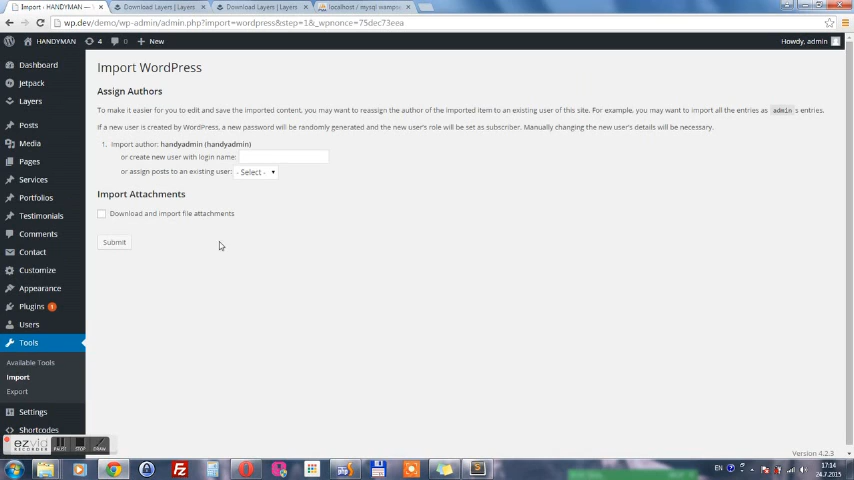 Import ‹ HANDYMAN —
Download Layers | Layers
Download Layers | Layers
localhost / mysql wampse
wp.dev/demo/wp-admin/admin.php?import=wordpress&step=1&_wpnonce=75dec73eea
HANDYMAN 4 0 + New
Howdy, admin
Dashboard
Jetpack
Layers
Posts
Media
Pages
Services
Portfolios
Testimonials
Comments
Contact
Customize
Appearance
Plugins 1
Users
Tools
Available Tools
Import
Export
Settings
Shortcodes
Import WordPress
Assign Authors
To make it easier for you to edit and save the imported content, you may want to reassign the author of the imported item to an existing user of this site. For example, you may want to import all the entries as admin s entries.
If a new user is created by WordPress, a new password will be randomly generated and the new user's role will be set as subscriber. Manually changing the new user's details will be necessary.
1. Import author: handyadmin (handyadmin)
or create new user with login name:
or assign posts to an existing user: - Select -
Import Attachments
Download and import file attachments
Submit
Version 4.2.3
ezvid
RECORDER
PAUSE STOP DRAW
EN
17:14
24.7.2015